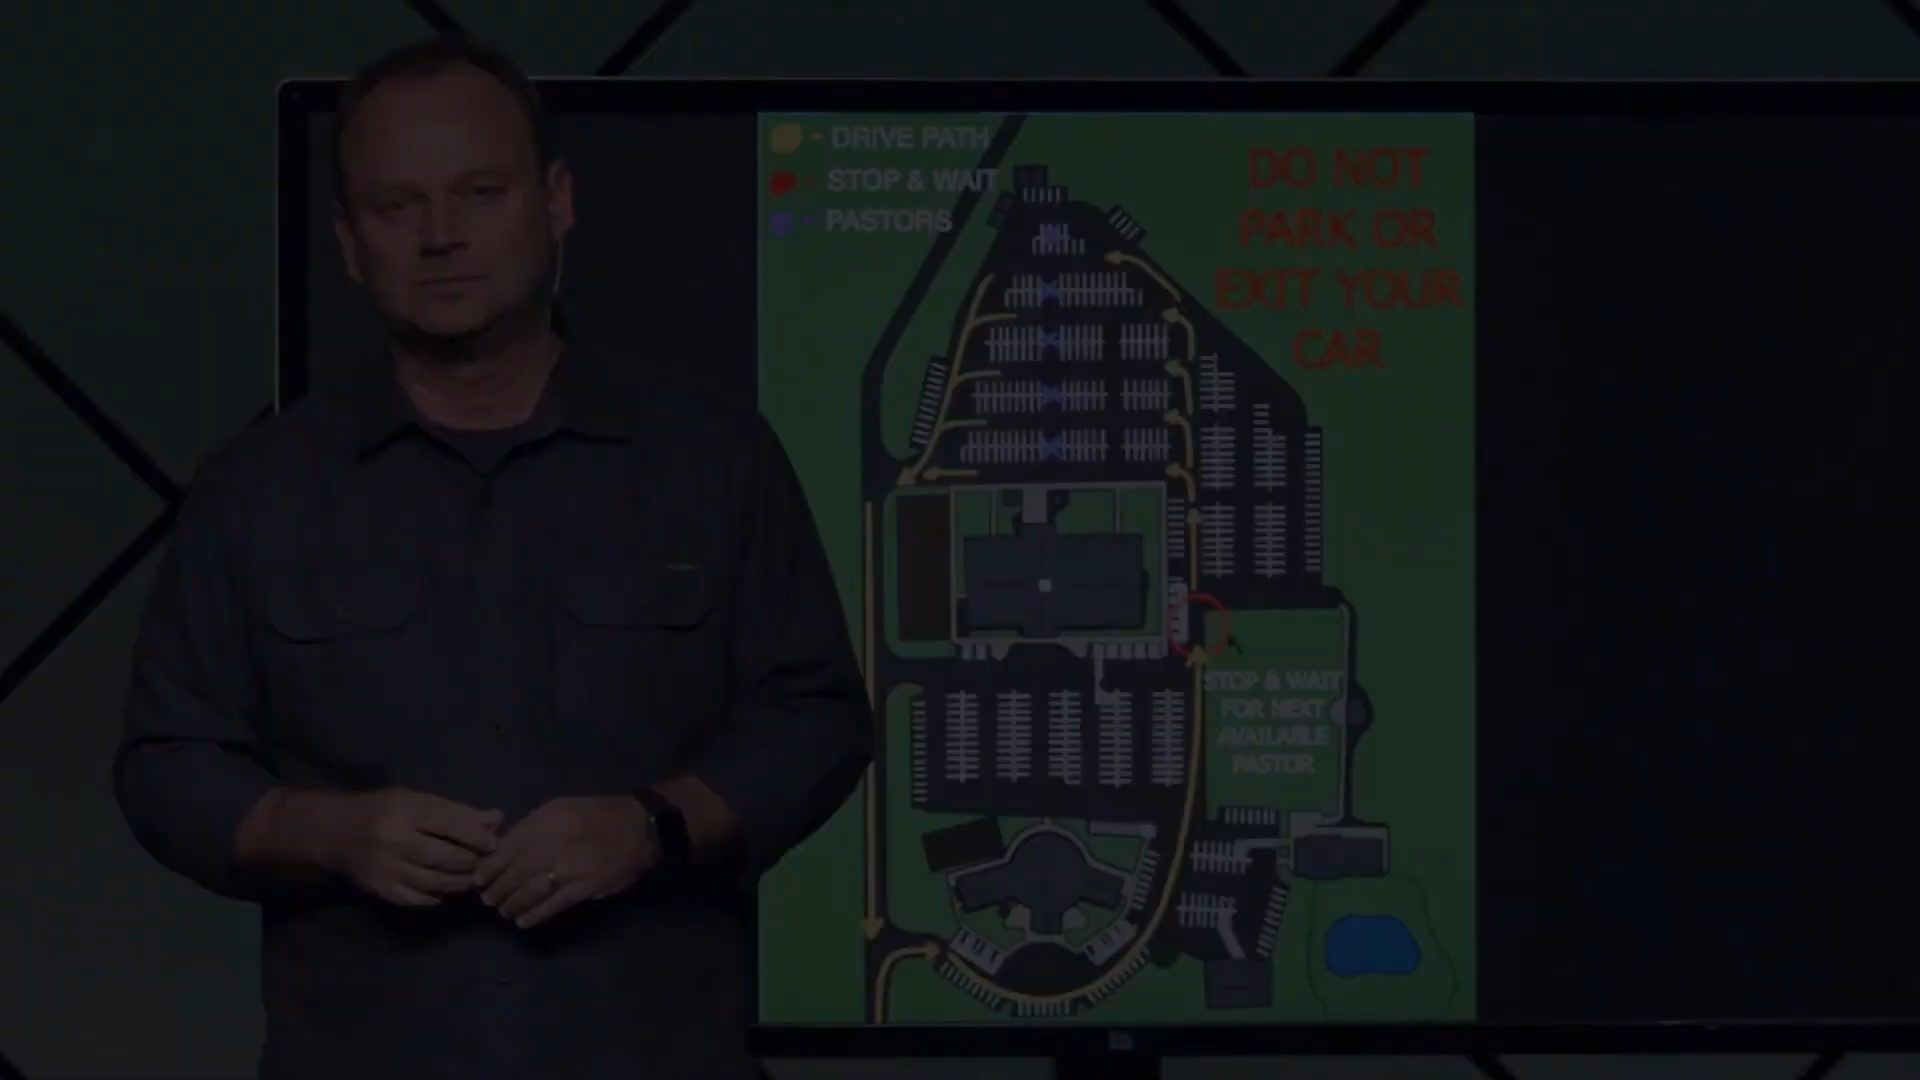 - DRIVE PATH
- STOP & WAIT
- PASTORS
DO NOT
PARK OR
EXIT YOUR
CAR
STOP & WAIT
FOR NEXT
AVAILABLE
PASTOR